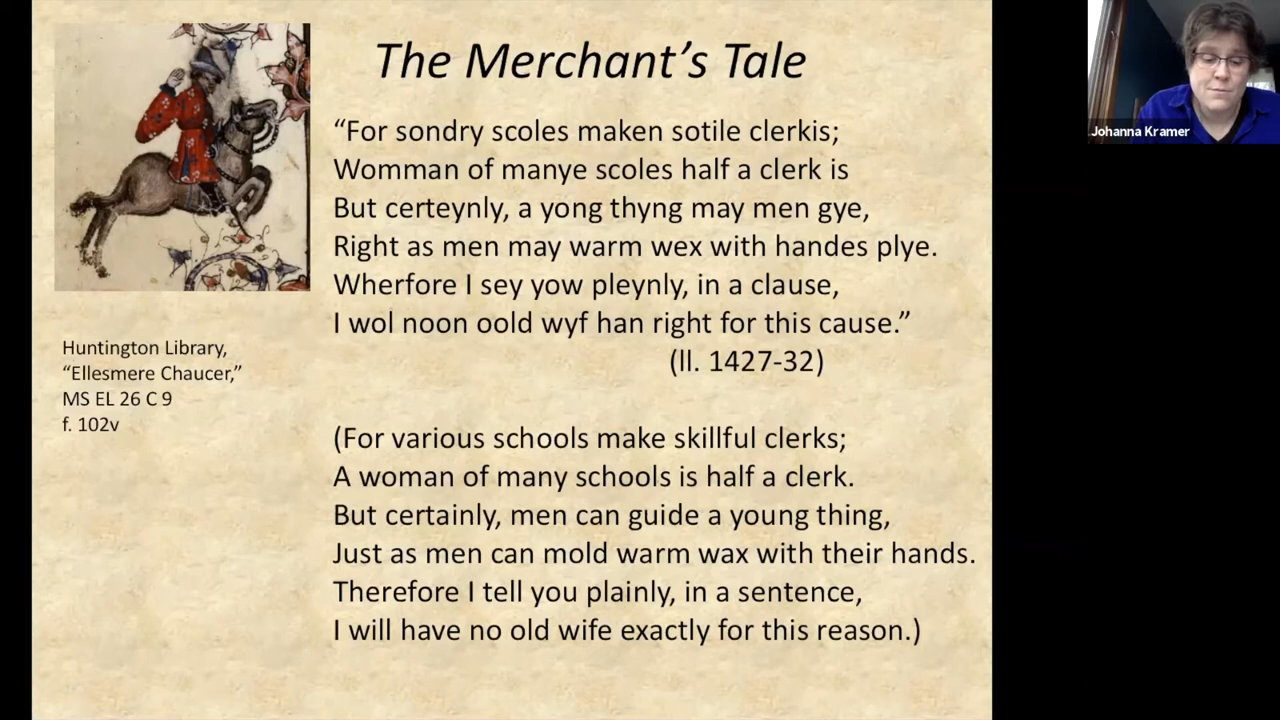 The Merchant's Tale
“For sondry scoles maken sotile clerkis;
Womman of manye scoles half a clerk is
But certeynly, a yong thyng may men gye,
Right as men may warm wex with handes plye.
Wherfore I sey yow pleynly, in a clause,
I wol noon oold wyf han right for this cause.”
(ll. 1427-32)
(For various schools make skillful clerks;
A woman of many schools is half a clerk.
But certainly, men can guide a young thing,
Just as men can mold warm wax with their hands.
Therefore I tell you plainly, in a sentence,
I will have no old wife exactly for this reason.)
Huntington Library,
“Ellesmere Chaucer,”
MS EL 26 C 9
f. 102v
Johanna Kramer